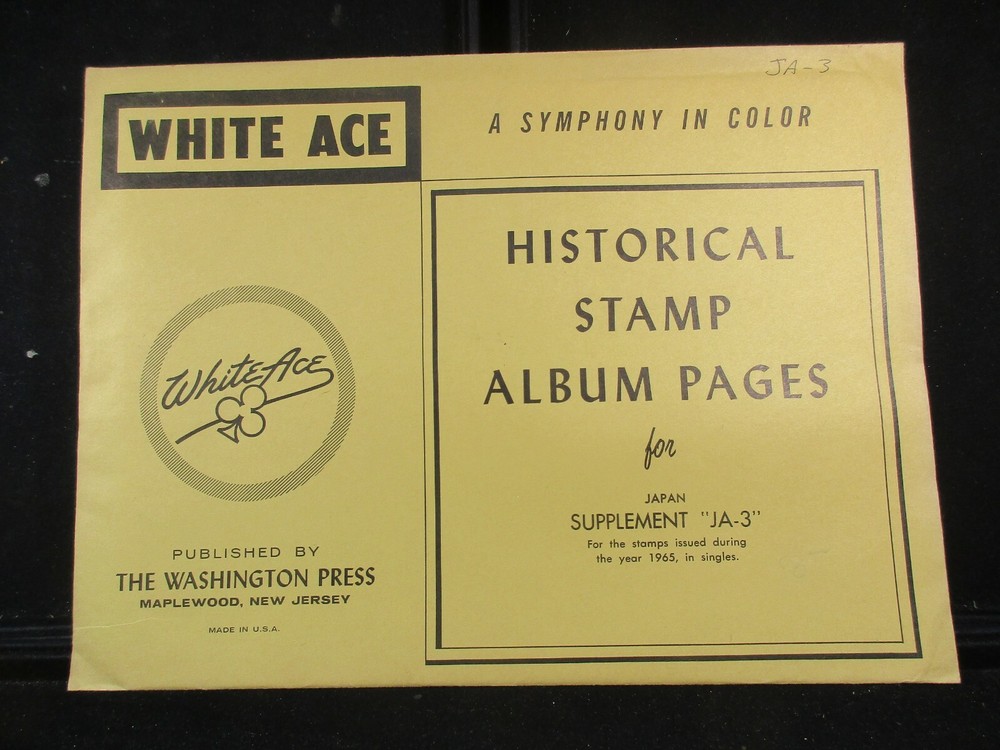 JA-3
WHITE ACE
A SYMPHONY IN COLOR
HISTORICAL
STAMP
ALBUM PAGES
for
JAPAN
SUPPLEMENT "JA-3"
For the stamps issued during
the year 1965, in singles.
White Ace
PUBLISHED BY
THE WASHINGTON PRESS
MAPLEWOOD, NEW JERSEY
MADE IN U.S.A.